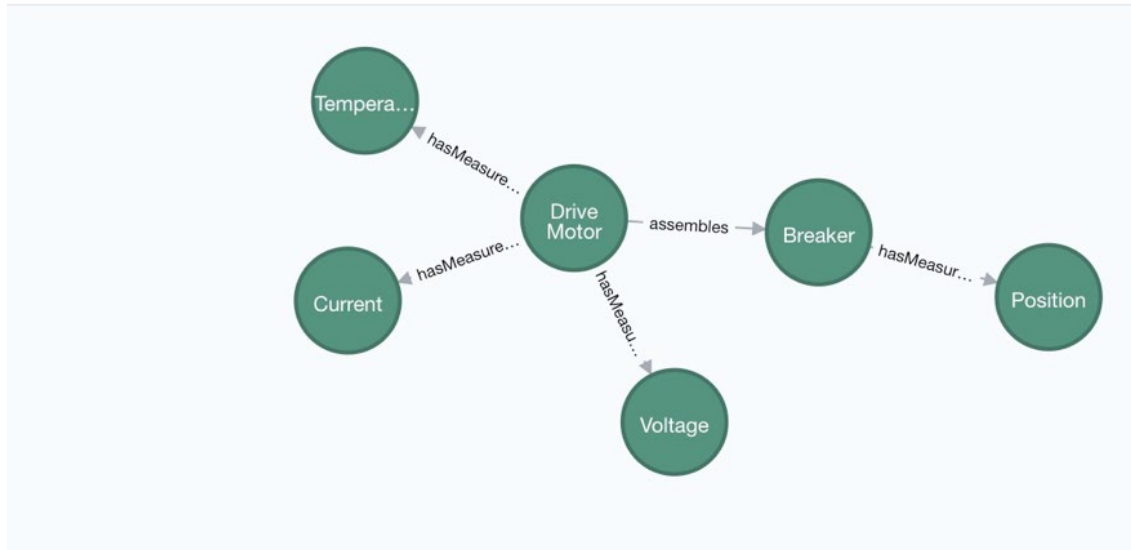 Tempera...
hasMeasure...
Drive
Motor
assembles
Breaker
hasMeasur...
Position
hasMeasure...
Current
hasMeasu...
Voltage